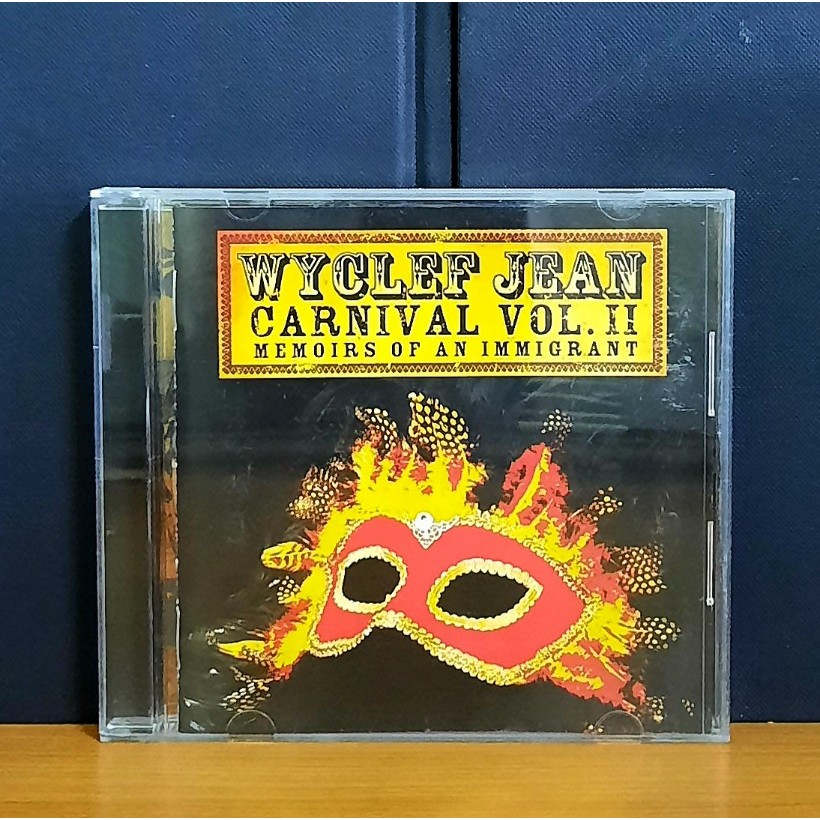 WYCLEF JEAN
CARNIVAL VOL. II
MEMOIRS OF AN IMMIGRANT